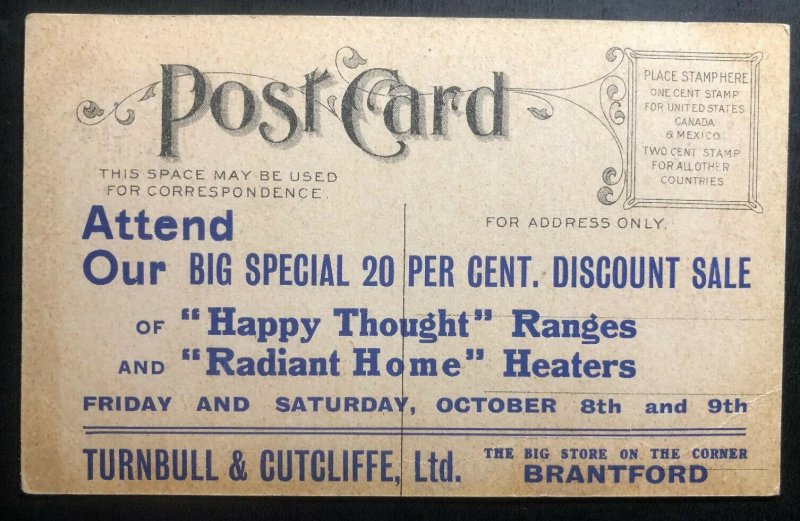 Post Card
PLACE STAMP HERE
ONE CENT STAMP
FOR UNITED STATES
CANADA
& MEXICO
TWO CENT STAMP
FOR ALL OTHER
COUNTRIES
THIS SPACE MAY BE USED
FOR CORRESPONDENCE.
FOR ADDRESS ONLY.
Attend
Our BIG SPECIAL 20 PER CENT. DISCOUNT SALE
OF "Happy Thought" Ranges
AND "Radiant Home" Heaters
FRIDAY AND SATURDAY, OCTOBER 8th and 9th
TURNBULL & CUTCLIFFE, Ltd.
THE BIG STORE ON THE CORNER
BRANTFORD